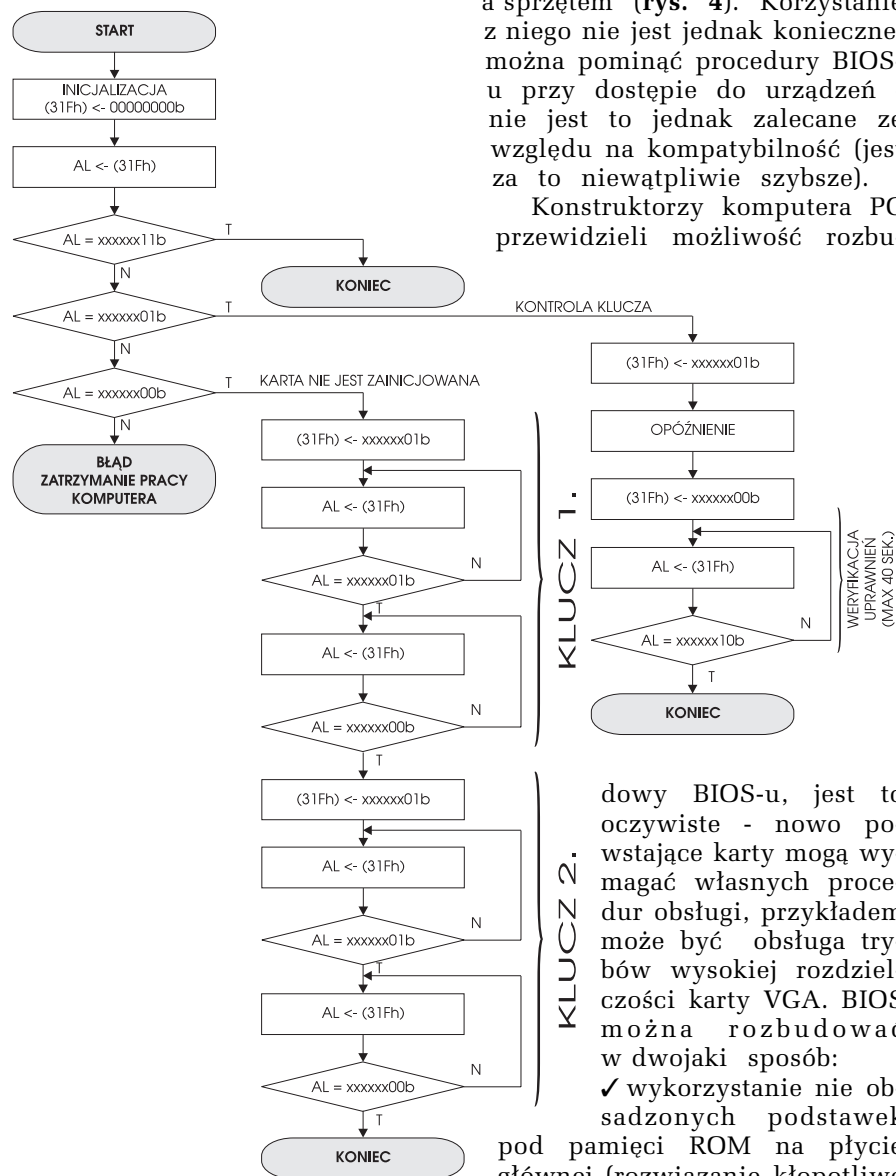 START
INICJALIZACJA
(31Fh) <- 00000000b
AL <- (31Fh)
AL = xxxxxx11b
T
N
KONIEC
AL = xxxxxx01b
T
KONTROLA KLUCZA
N
AL = xxxxxx00b
T
KARTA NIE JEST ZAINICJOWANA
N
BŁĄD
ZATRZYMANIE PRACY
KOMPUTERA
(31Fh) <- xxxxxx01b
AL <- (31Fh)
AL = xxxxxx01b
N
T
AL <- (31Fh)
AL = xxxxxx00b
N
T
KLUCZ 1.
(31Fh) <- xxxxxx01b
AL <- (31Fh)
AL = xxxxxx01b
N
T
AL <- (31Fh)
AL = xxxxxx00b
N
T
KLUCZ 2.
KONIEC
(31Fh) <- xxxxxx01b
OPÓŹNIENIE
(31Fh) <- xxxxxx00b
AL <- (31Fh)
AL = xxxxxx10b
N
T
WERYFIKACJA
UPRAWNIEŃ
(MAX 40 SEK.)
KONIEC
a sprzętem (rys. 4). Korzystanie
z niego nie jest jednak konieczne
można pominąć procedury BIOS
u przy dostępie do urządzeń
nie jest to jednak zalecane ze
względu na kompatybilność (jest
za to niewątpliwie szybsze).
Konstruktorzy komputera PC
przewidzieli możliwość rozbu
dowy BIOS-u, jest to
oczywiste - nowo po
wstające karty mogą wy
magać własnych proce
dur obsługi, przykładem
może być obsługa try
bów wysokiej rozdziel
czości karty VGA. BIOS
można rozbudować
w dwojaki sposób:
✓ wykorzystanie nie ob
sadzonych podstawek
pod pamięci ROM na płycie
głównej (rozwiązanie kłopotliwe